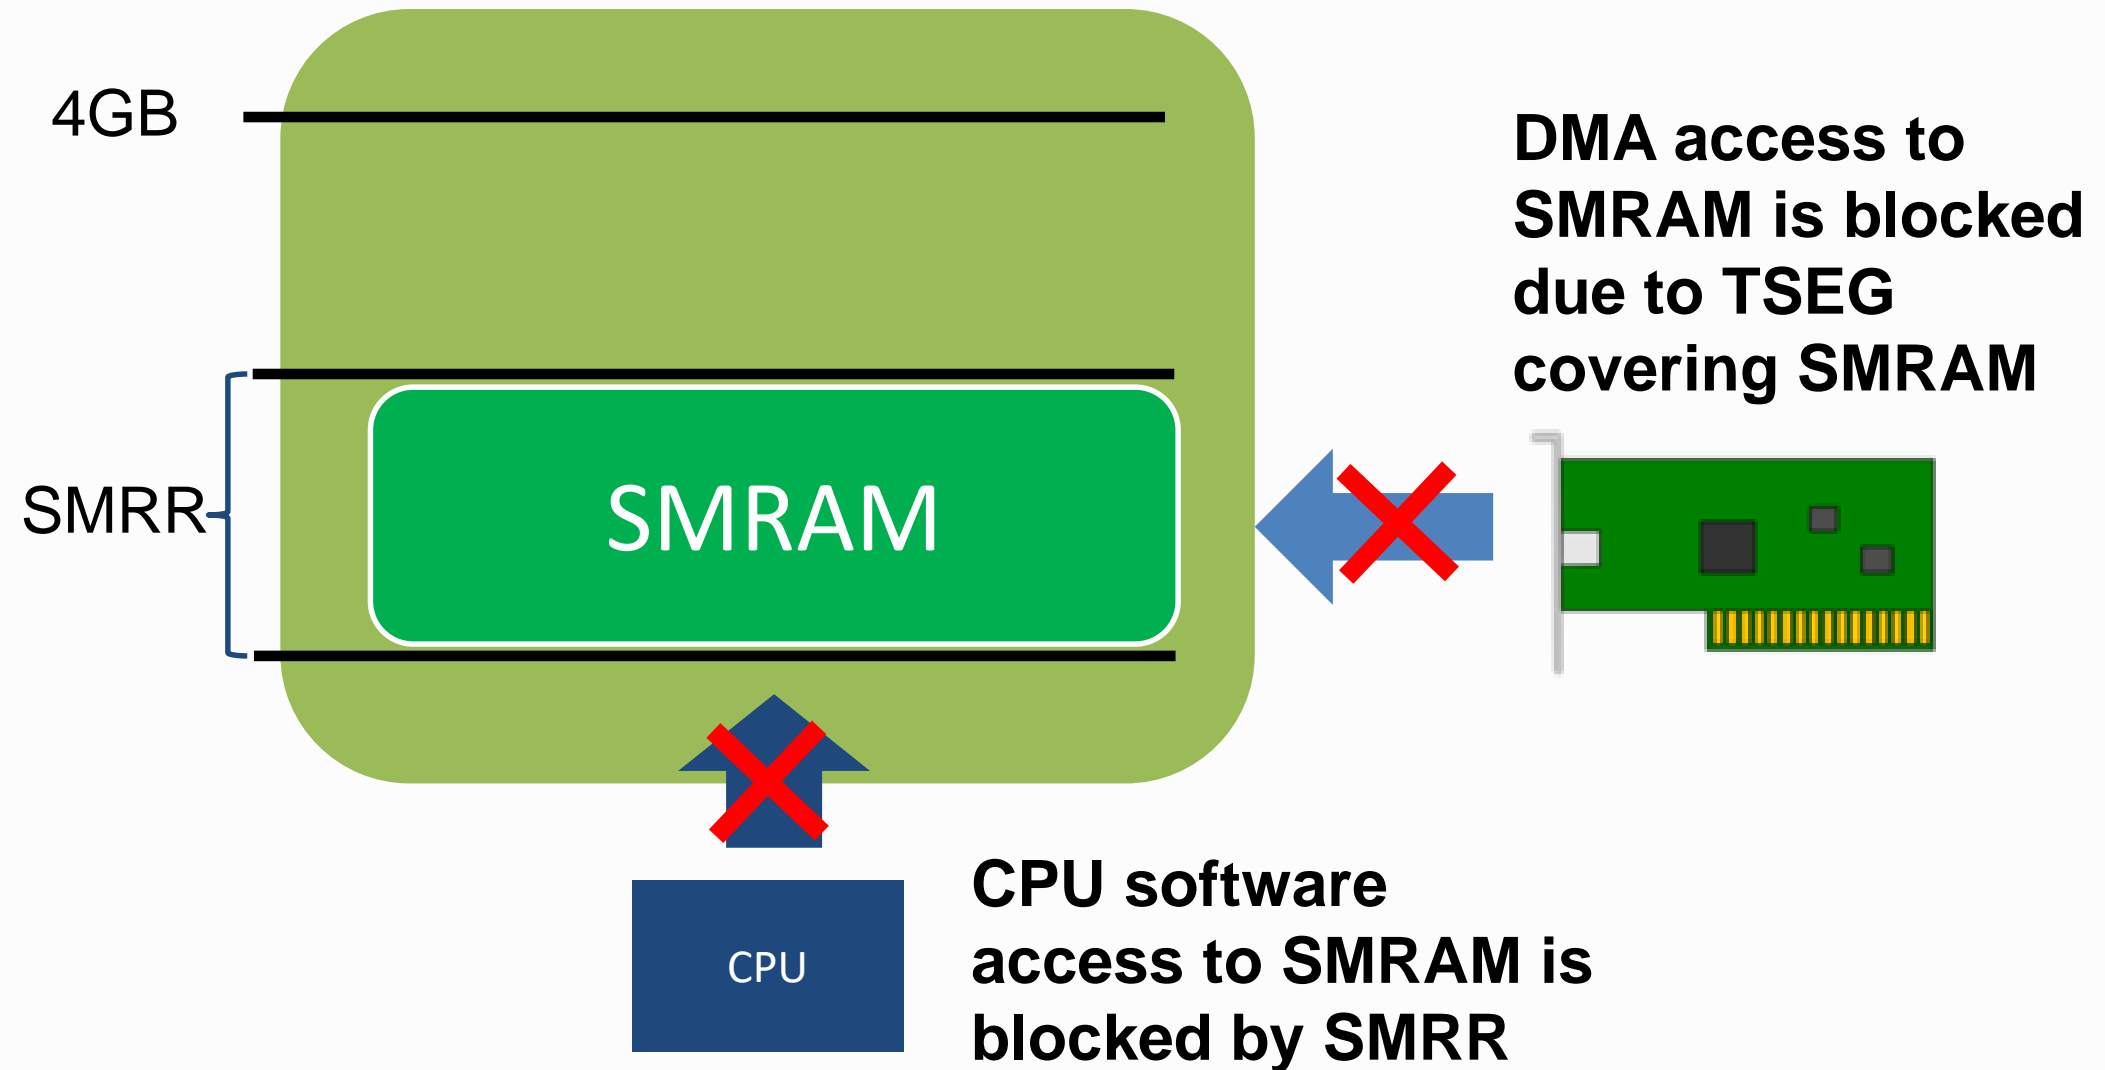 4GB
DMA access to
SMRAM is blocked
due to TSEG
covering SMRAM
SMRR
SMRAM
CPU
CPU software
access to SMRAM is
blocked by SMRR